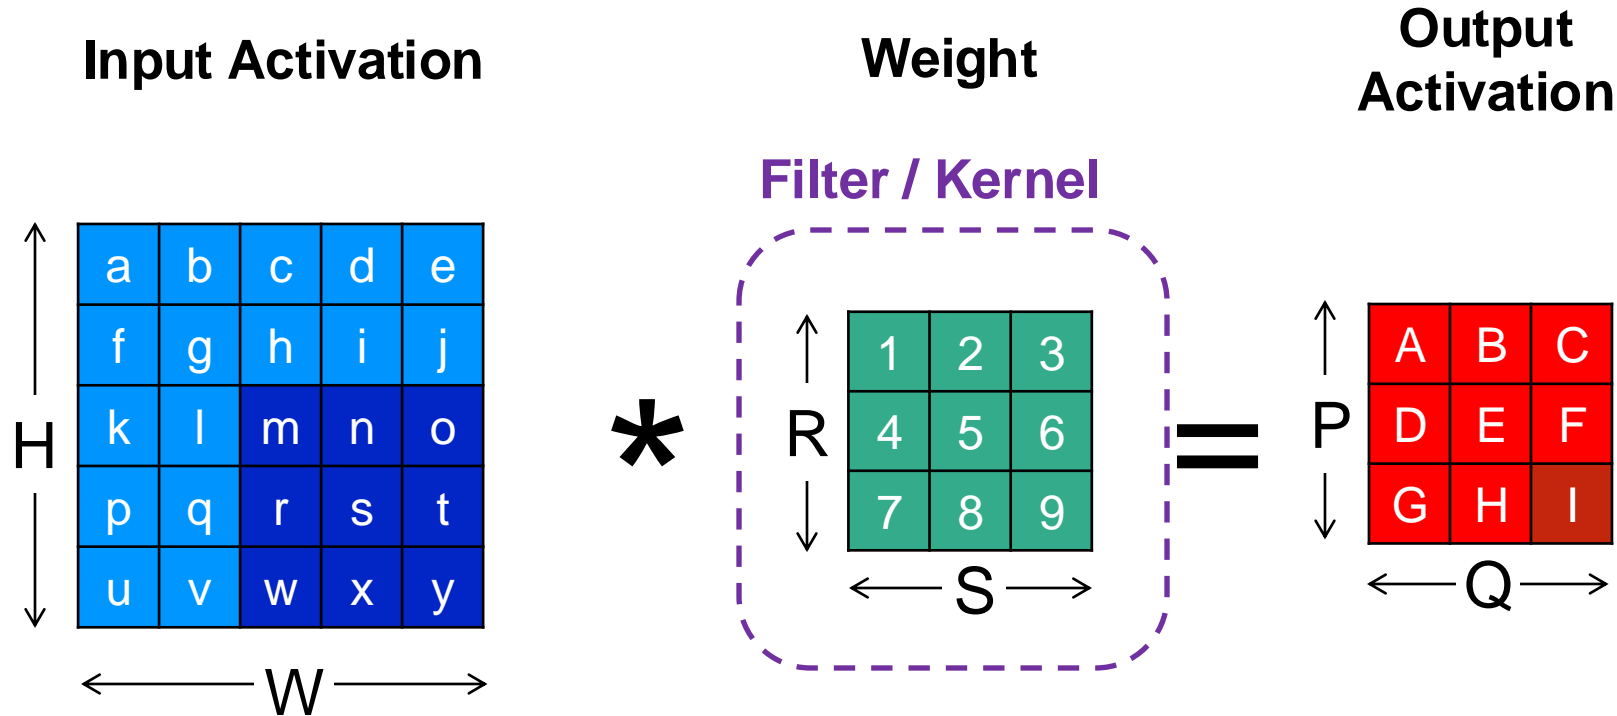 Input Activation
Weight
Output
Activation
Filter / Kernel
H
a b c d e
f g h i j
k l m n o
p q r s t
u v w x y
W
*
R
1 2 3
4 5 6
7 8 9
S
=
P
A B C
D E F
G H I
Q